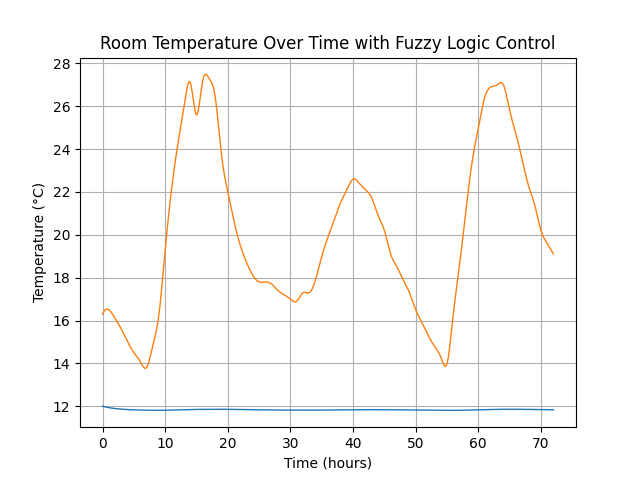 Room Temperature Over Time with Fuzzy Logic Control
28
26
24
22
20
18
16
14
12
Temperature (°C)
0 10 20 30 40 50 60 70
Time (hours)